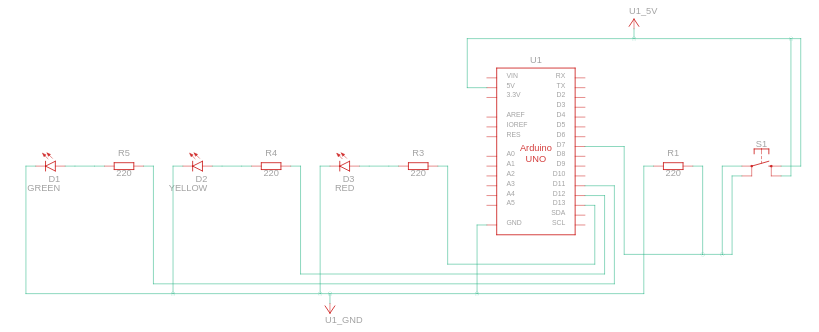 U1_5V
U1
VIN RX
5V TX
3.3V D2
D3
AREF D4
IOREF D5
RES D6
Arduino UNO
D7
A0 D8
A1 D9
A2 D10
A3 D11
A4 D12
A5 D13
SDA
GND SCL
R5
220
D1
GREEN
R4
220
D2
YELLOW
R3
220
D3
RED
R1
220
S1
U1_GND